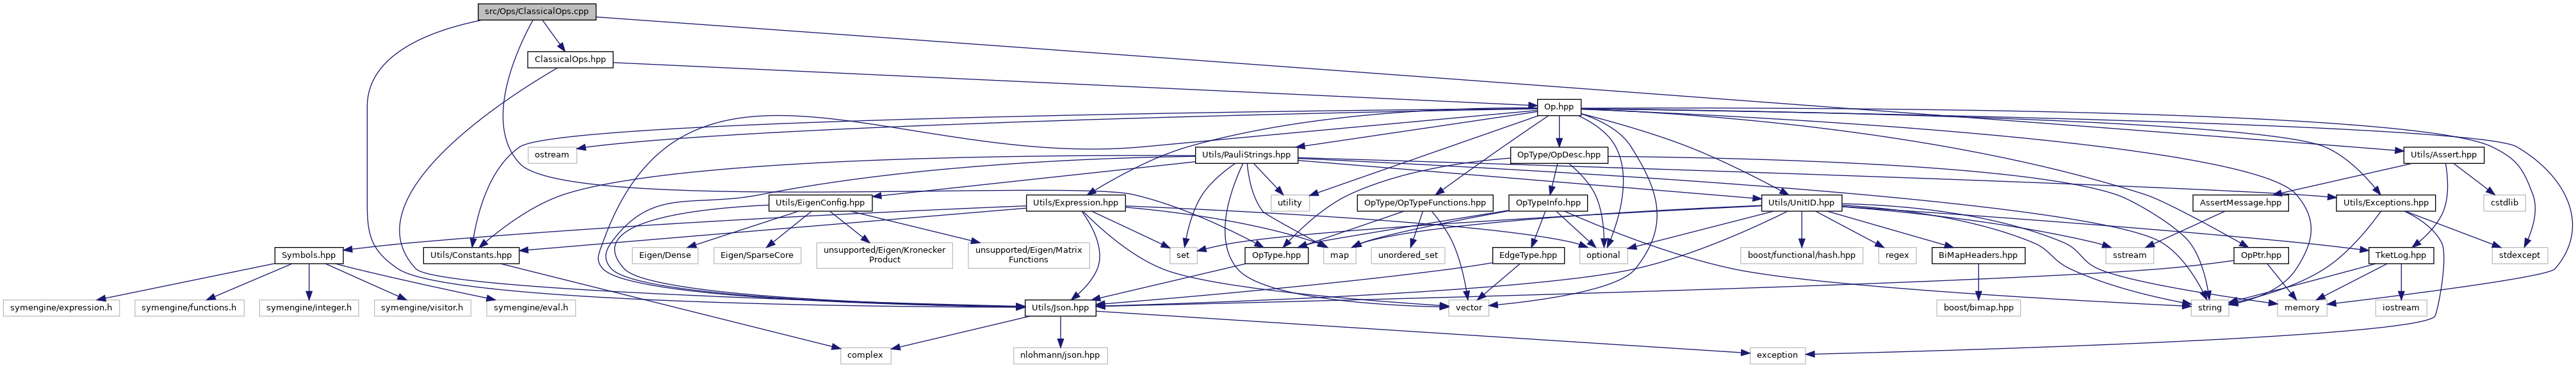 src/Ops/ClassicalOps.cpp
ClassicalOps.hpp
Op.hpp
ostream
Utils/PauliStrings.hpp
OpType/OpDesc.hpp
Utils/Assert.hpp
Utils/EigenConfig.hpp
Utils/Expression.hpp
utility
OpType/OpTypeFunctions.hpp
OpTypeInfo.hpp
Utils/UnitID.hpp
AssertMessage.hpp
Utils/Exceptions.hpp
cstdlib
Symbols.hpp
Utils/Constants.hpp
Eigen/Dense
Eigen/SparseCore
unsupported/Eigen/Kronecker
Product
unsupported/Eigen/Matrix
Functions
set
OpType.hpp
map
unordered_set
EdgeType.hpp
optional
boost/functional/hash.hpp
regex
BiMapHeaders.hpp
sstream
OpPtr.hpp
TketLog.hpp
stdexcept
symengine/expression.h
symengine/functions.h
symengine/integer.h
symengine/visitor.h
symengine/eval.h
Utils/Json.hpp
vector
boost/bimap.hpp
string
memory
iostream
complex
nlohmann/json.hpp
exception